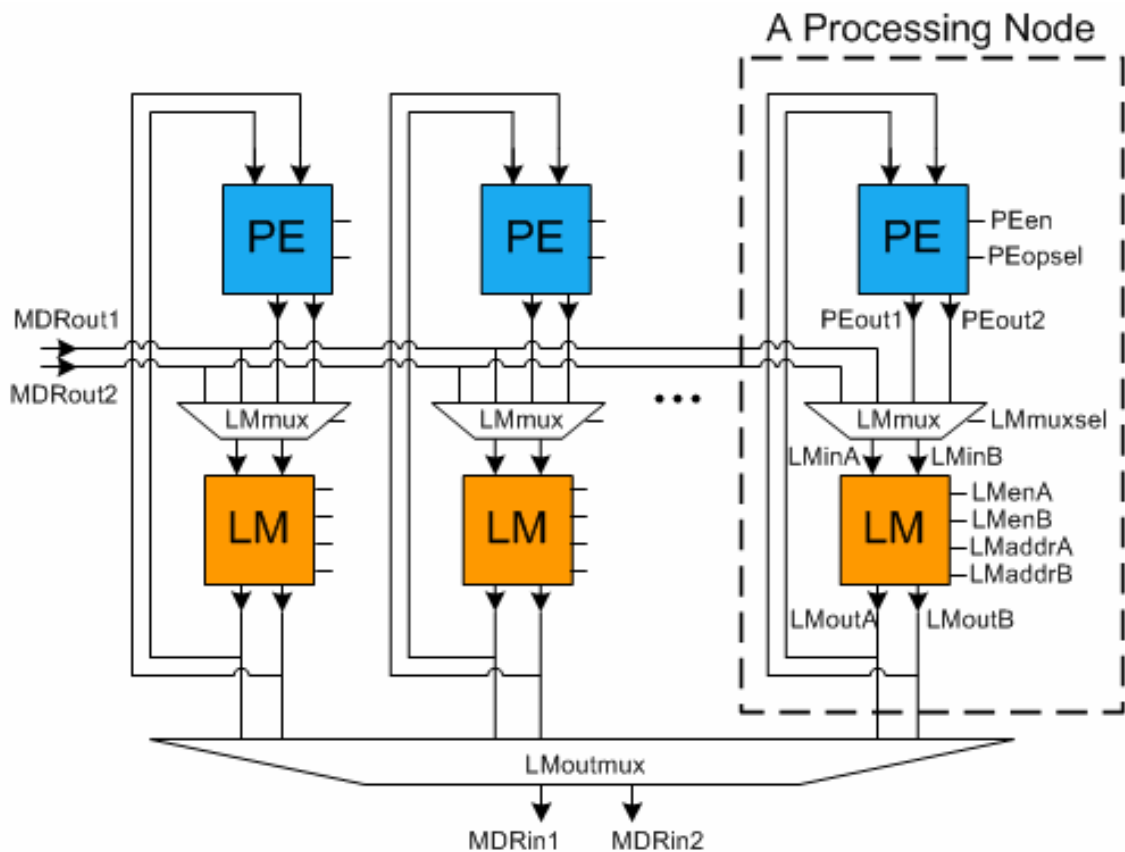 A Processing Node
PE
PE
PE
PEen
PEopsel
MDRout1
PEout1
PEout2
MDRout2
LMmux
LMmux
...
LMmux
LMmuxsel
LMinA
LMinB
LM
LM
LM
LMenA
LMenB
LMaddrA
LMaddrB
LMoutA
LMoutB
LMoutmux
MDRin1
MDRin2